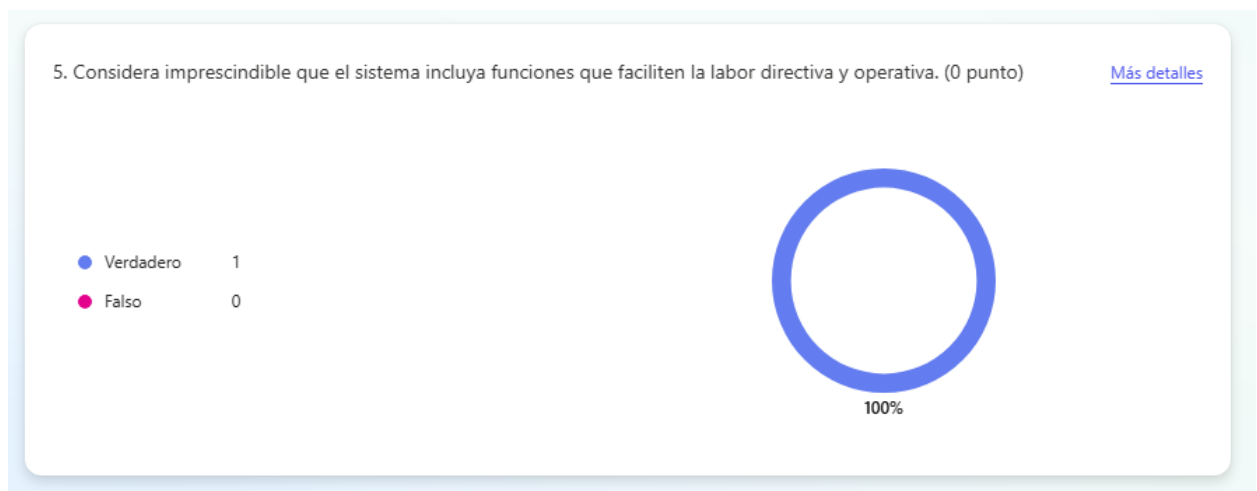 5. Considera imprescindible que el sistema incluya funciones que faciliten la labor directiva y operativa. (0 punto)
Más detalles
Verdadero 1
Falso 0
100%